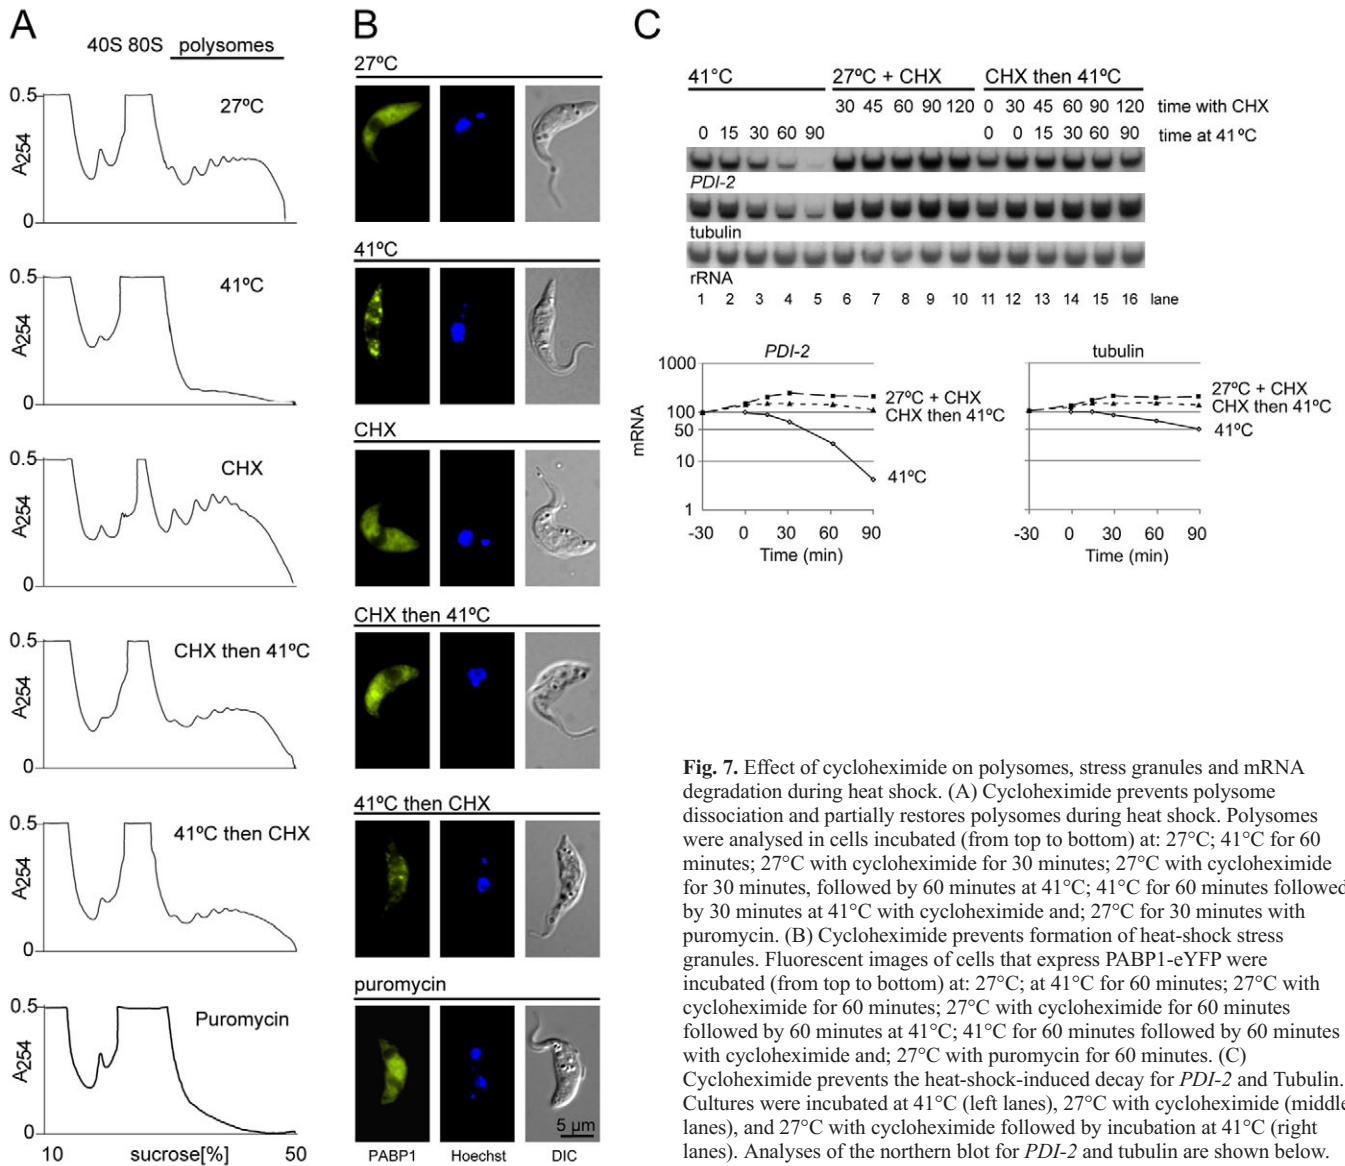 A
40S 80S polysomes
0.5
27ºC
A254
0
0.5
41ºC
A254
0
0.5
CHX
A254
0
0.5
CHX then 41ºC
A254
0
0.5
41ºC then CHX
A254
0
0.5
Puromycin
A254
0
10 sucrose[%] 50
B
27ºC
41ºC
CHX
CHX then 41ºC
41ºC then CHX
puromycin
5 µm
PABP1 Hoechst DIC
C
41°C 27ºC + CHX CHX then 41ºC
30 45 60 90 120 0 30 45 60 90 120 time with CHX
0 15 30 60 90 0 0 15 30 60 90 time at 41ºC
PDI-2
tubulin
rRNA
1 2 3 4 5 6 7 8 9 10 11 12 13 14 15 16 lane
PDI-2
1000
100
50
10
1
mRNA
27ºC + CHX
CHX then 41ºC
41ºC
-30 0 30 60 90
Time (min)
tubulin
27ºC + CHX
CHX then 41ºC
41ºC
-30 0 30 60 90
Time (min)
Fig. 7. Effect of cycloheximide on polysomes, stress granules and mRNA
degradation during heat shock. (A) Cycloheximide prevents polysome
dissociation and partially restores polysomes during heat shock. Polysomes
were analysed in cells incubated (from top to bottom) at: 27°C; 41°C for 60
minutes; 27°C with cycloheximide for 30 minutes; 27°C with cycloheximide
for 30 minutes, followed by 60 minutes at 41°C; 41°C for 60 minutes followed
by 30 minutes at 41°C with cycloheximide and; 27°C for 30 minutes with
puromycin. (B) Cycloheximide prevents formation of heat-shock stress
granules. Fluorescent images of cells that express PABP1-eYFP were
incubated (from top to bottom) at: 27°C; at 41°C for 60 minutes; 27°C with
cycloheximide for 60 minutes; 27°C with cycloheximide for 60 minutes
followed by 60 minutes at 41°C; 41°C for 60 minutes followed by 60 minutes
with cycloheximide and; 27°C with puromycin for 60 minutes. (C)
Cycloheximide prevents the heat-shock-induced decay for PDI-2 and Tubulin.
Cultures were incubated at 41°C (left lanes), 27°C with cycloheximide (middle
lanes), and 27°C with cycloheximide followed by incubation at 41°C (right
lanes). Analyses of the northern blot for PDI-2 and tubulin are shown below.